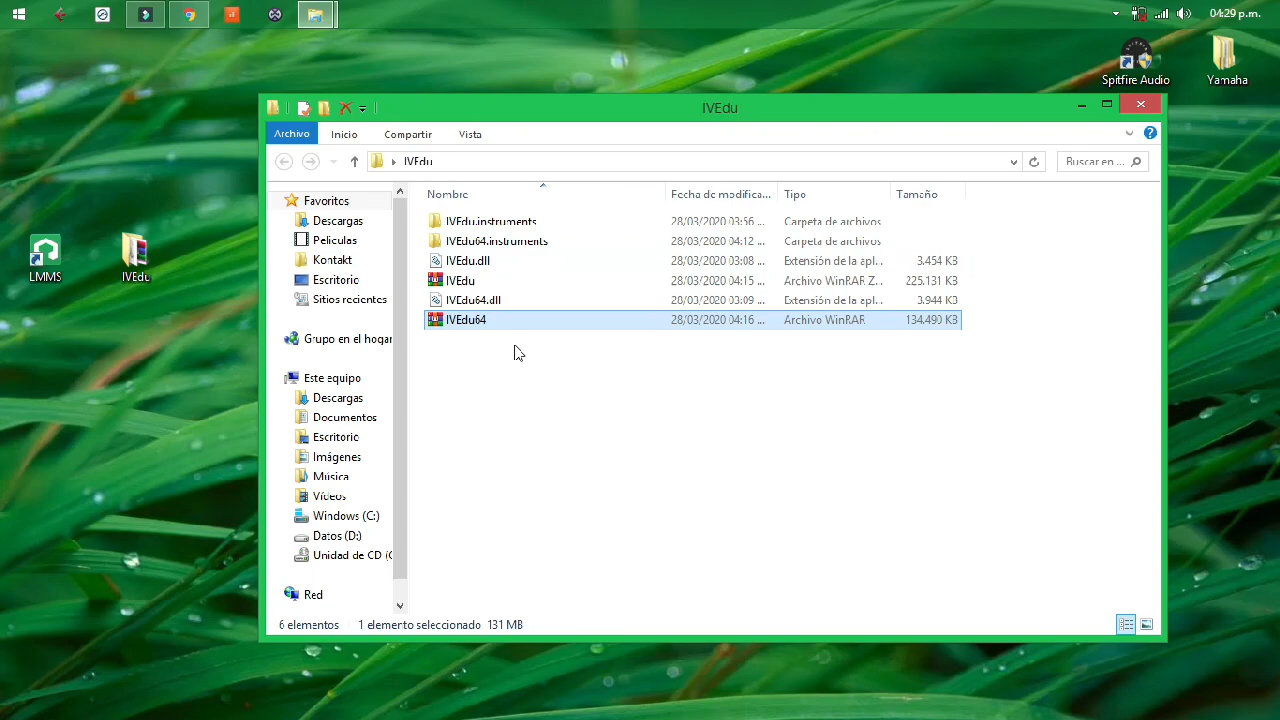 04:29 p.m.
Spitfire Audio
Yamaha
LMMS
IVEdu
IVEdu
Archivo
Inicio
Compartir
Vista
IVEdu
Buscar en ...
Favoritos
Descargas
Peliculas
Kontakt
Escritorio
Sitios recientes
Grupo en el hogar
Este equipo
Descargas
Documentos
Escritorio
Imágenes
Música
Vídeos
Windows (C:)
Datos (D:)
Unidad de CD (
Red
Nombre Fecha de modifica... Tipo Tamaño
IVEdu.instruments 28/03/2020 03:56 ... Carpeta de archivos
IVEdu64.instruments 28/03/2020 04:12 ... Carpeta de archivos
IVEdu.dll 28/03/2020 03:08 ... Extensión de la apl... 3.454 KB
IVEdu 28/03/2020 04:15 ... Archivo WinRAR Z... 225.131 KB
IVEdu64.dll 28/03/2020 03:09 ... Extensión de la apl... 3.944 KB
IVEdu64 28/03/2020 04:16 ... Archivo WinRAR 134.490 KB
6 elementos 1 elemento seleccionado 131 MB